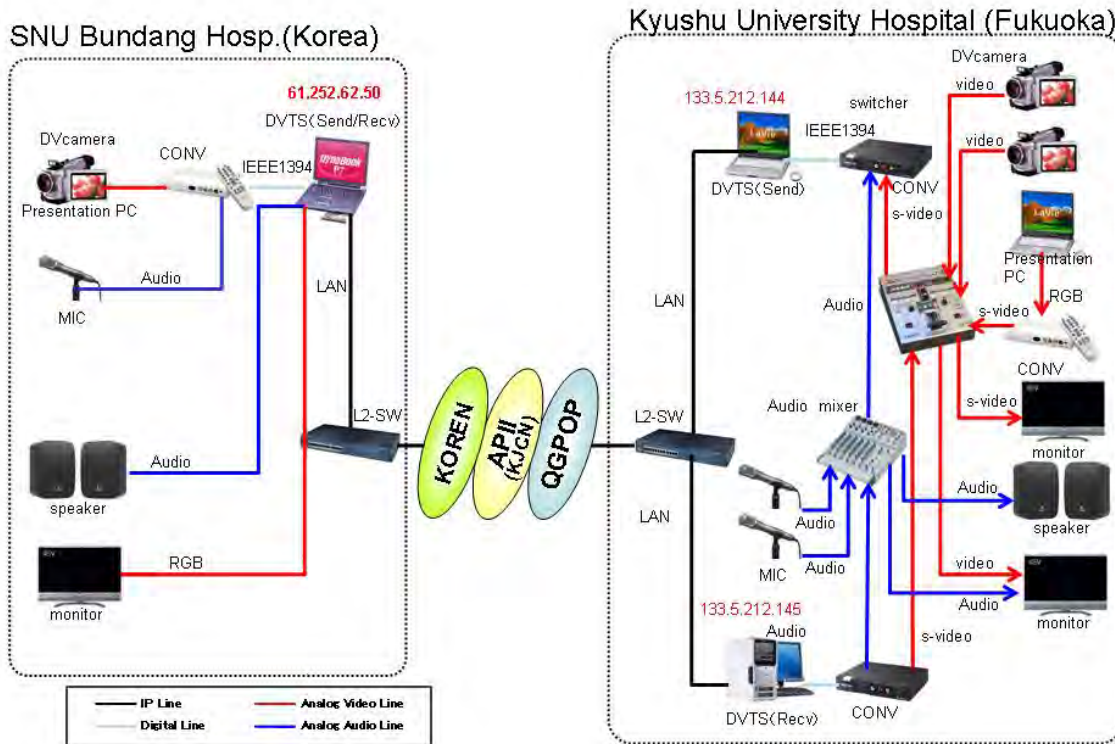 SNU Bundang Hosp.(Korea)
61.252.62.50
DVTS(Send/Recv)
DVcamera
CONV
IEEE1394
DynaBook
Presentation PC
Audio
MIC
LAN
L2-SW
Audio
speaker
RGB
monitor
KOREN
APII
(KJCN)
QGPOP
Kyushu University Hospital (Fukuoka)
DVcamera
video
133.5.212.144
switcher
IEEE1394
LaVie
video
DVTS(Send)
CONV
s-video
LaVie
Presentation
PC
RGB
LAN
Audio
s-video
CONV
L2-SW
Audio mixer
s-video
monitor
Audio
speaker
LAN
Audio
MIC
Audio
video
Audio
monitor
133.5.212.145
Audio
s-video
DVTS(Recv)
CONV
IP Line
Analog Video Line
Digital Line
Analog Audio Line